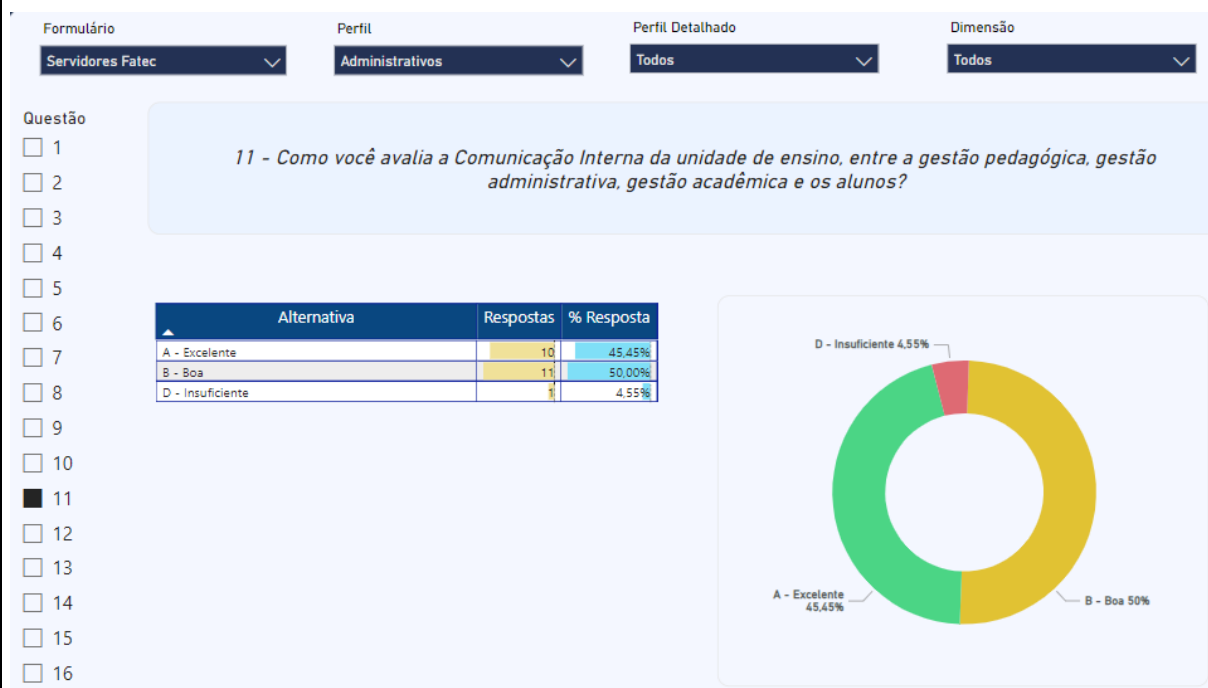 Formulário
Perfil
Perfil Detalhado
Dimensão
Servidores Fatec
Administrativos
Todos
Todos
Questão
1
2
3
4
5
6
7
8
9
10
11
12
13
14
15
16
11 - Como você avalia a Comunicação Interna da unidade de ensino, entre a gestão pedagógica, gestão
administrativa, gestão acadêmica e os alunos?
Alternativa Respostas % Resposta
A - Excelente 10 45,45%
B - Boa 11 50,00%
D - Insuficiente 1 4,55%
D - Insuficiente 4,55%
A - Excelente
45,45%
B - Boa 50%